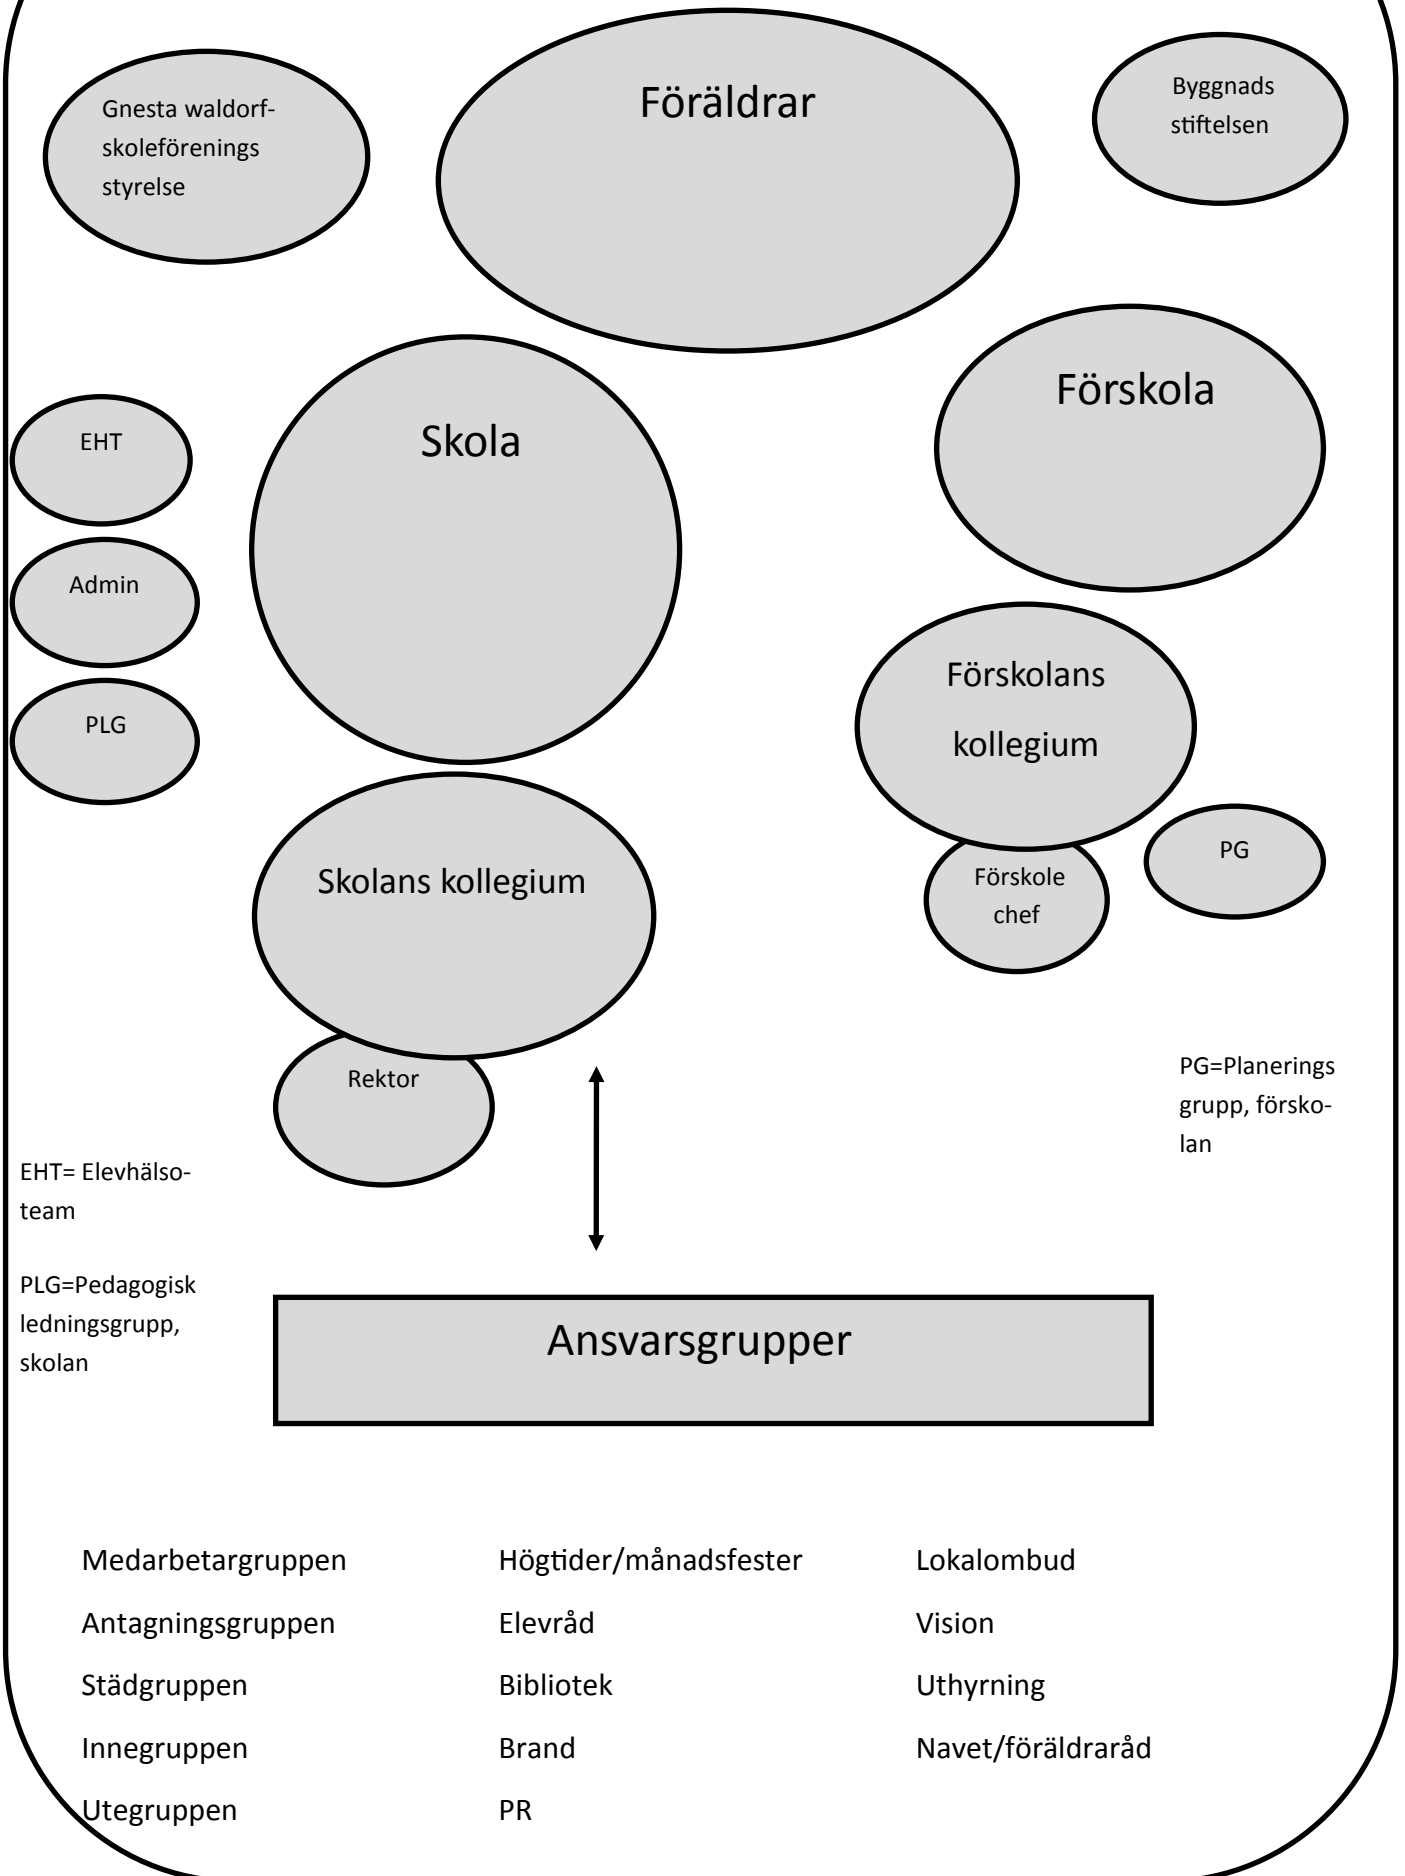 Gnesta waldorf-
skoleförenings
styrelse
Föräldrar
Byggnads
stiftelsen
Förskola
Skola
EHT
Admin
PLG
Förskolans
kollegium
PG
Förskole
chef
Skolans kollegium
Rektor
PG=Planerings
grupp, försko-
lan
EHT= Elevhälso-
team
PLG=Pedagogisk
ledningsgrupp,
skolan
Ansvarsgrupper
Medarbetargruppen
Antagningsgruppen
Städgruppen
Innegruppen
Utegruppen
Högtider/månadsfester
Elevråd
Bibliotek
Brand
PR
Lokalombud
Vision
Uthyrning
Navet/föräldraråd